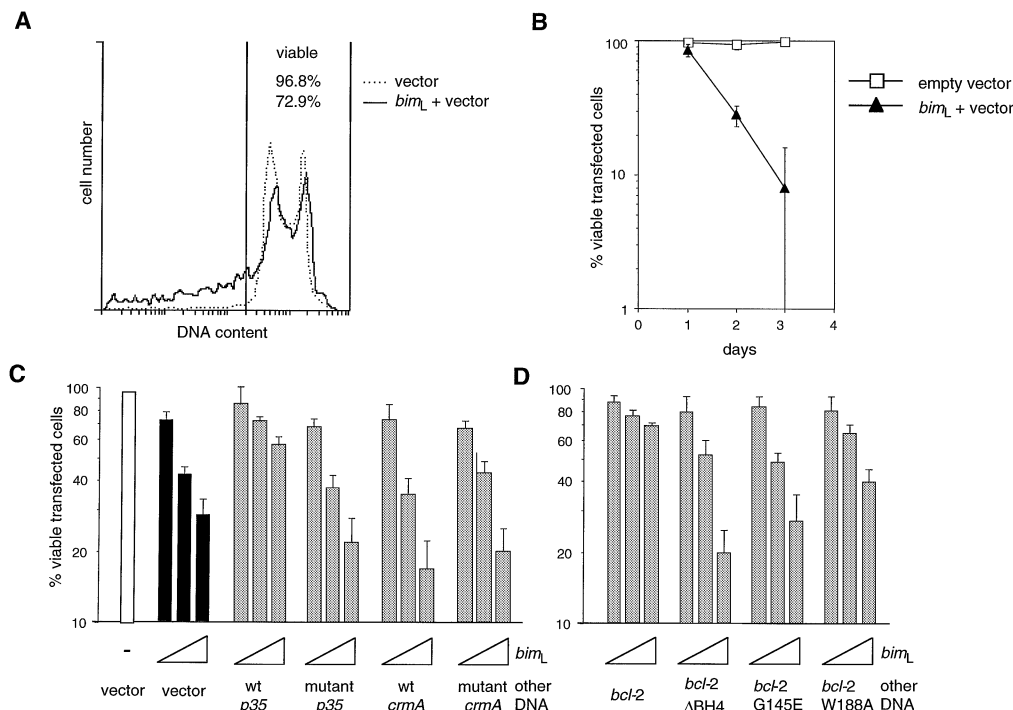 A
viable
96.8%
72.9%
vector
bimL + vector
cell number
DNA content
B
100
10
1
0
1
2
3
4
% viable transfected cells
days
empty vector
bimL + vector
C
100
80
60
40
20
10
% viable transfected cells
-
bimL
vector
vector
wt p35
mutant p35
wt crmA
mutant crmA
other DNA
D
100
80
60
40
20
10
bimL
bcl-2
bcl-2 ΔBH4
bcl-2 G145E
bcl-2 W188A
other DNA